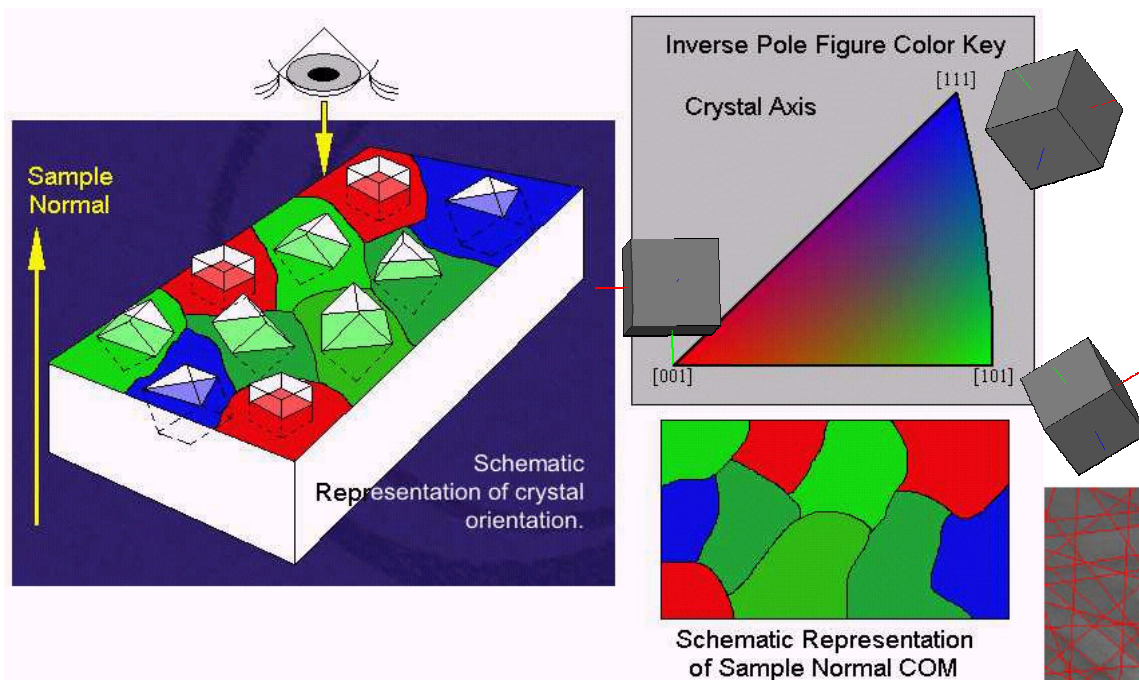 Sample
Normal
Schematic
Representation of crystal
orientation.
Inverse Pole Figure Color Key
[111]
Crystal Axis
[001]
[101]
Schematic Representation
of Sample Normal COM